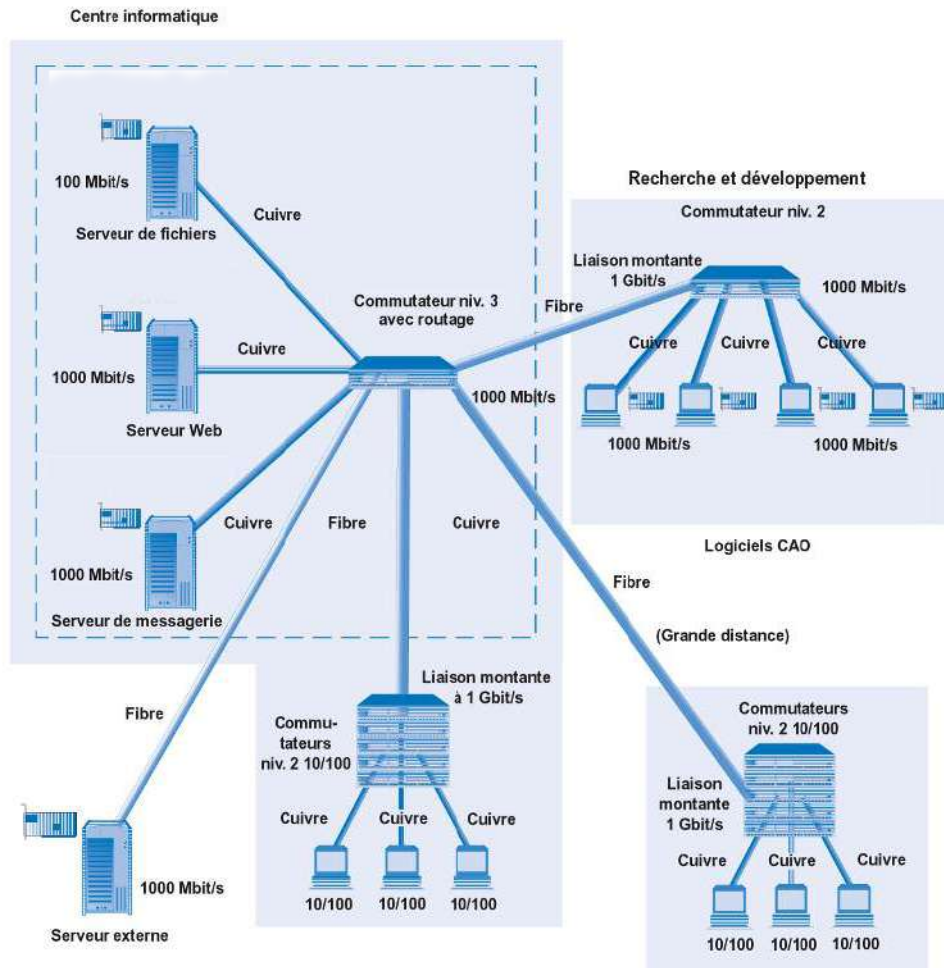 Centre informatique
100 Mbit/s
Serveur de fichiers
Cuivre
1000 Mbit/s
Serveur Web
Cuivre
Commutateur niv. 3
avec routage
1000 Mbit/s
1000 Mbit/s
Serveur de messagerie
Cuivre
Fibre
Cuivre
Recherche et développement
Commutateur niv. 2
Liaison montante
1 Gbit/s
1000 Mbit/s
Fibre
Cuivre
Cuivre
Cuivre
1000 Mbit/s
1000 Mbit/s
Logiciels CAO
Fibre
(Grande distance)
Fibre
1000 Mbit/s
Serveur externe
Liaison montante
à 1 Gbit/s
Commu-
tateurs
niv. 2 10/100
Cuivre
Cuivre
Cuivre
10/100
10/100
10/100
Commutateurs
niv. 2 10/100
Liaison
montante
1 Gbit/s
Cuivre
Cuivre
Cuivre
10/100
10/100
10/100